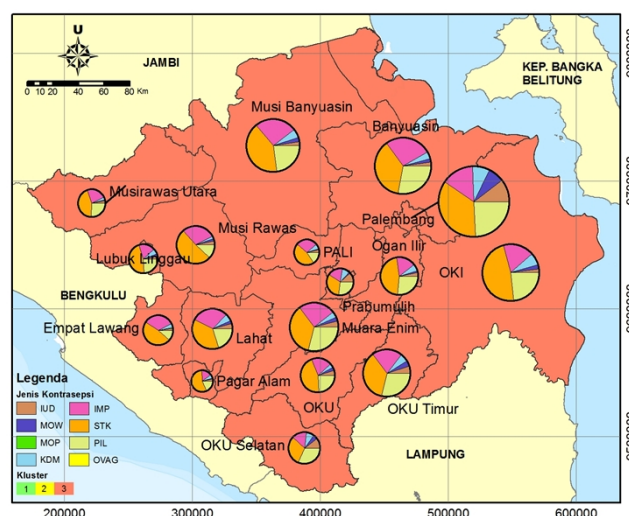 U
JAMBI
KEP. BANGKA
BELITUNG
0 10 20 40 60 80 Km
Musi Banyuasin
Banyuasin
Musirawas Utara
Palembang
Musi Rawas
Ogan Ilir
PALI
Lubuk Linggau
OKI
BENGKULU
Prabumulih
Empat Lawang
Muara Enim
Lahat
Pagar Alam
OKU
OKU Timur
OKU Selatan
LAMPUNG
Legenda
Jenis Kontrasepsi
IUD IMP
MOW STK
MOP PIL
KDM OVAG
Kluster
1 2 3
200000 300000 400000 500000 600000